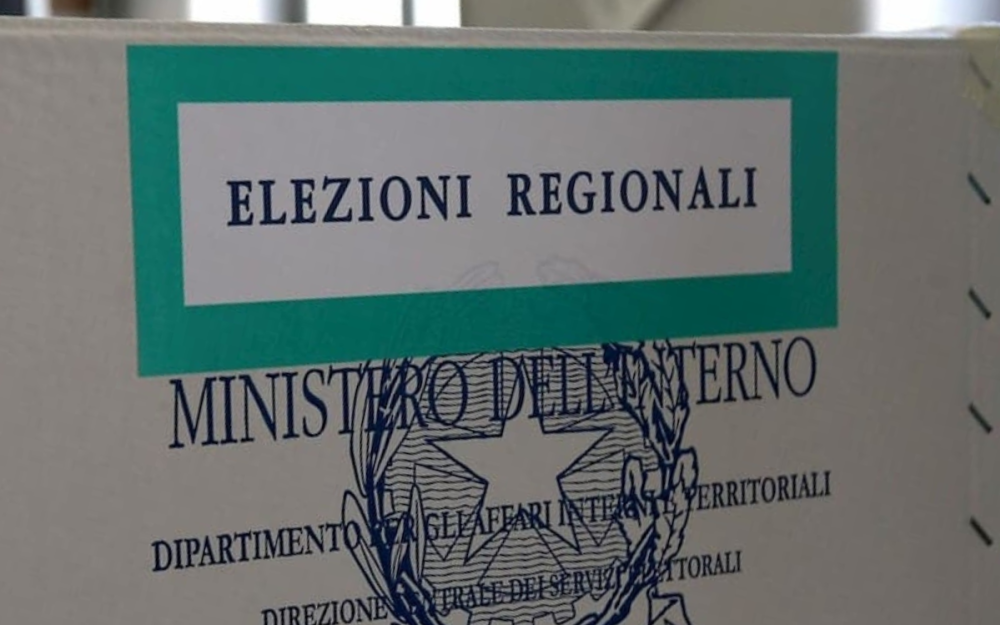 ELEZIONI REGIONALI
MINISTERO DELL'INTERNO
DIPARTIMENTO PER GLI AFFARI INTERNI E TERRITORIALI
DIREZIONE CENTRALE DEI SERVIZI ELETTORALI